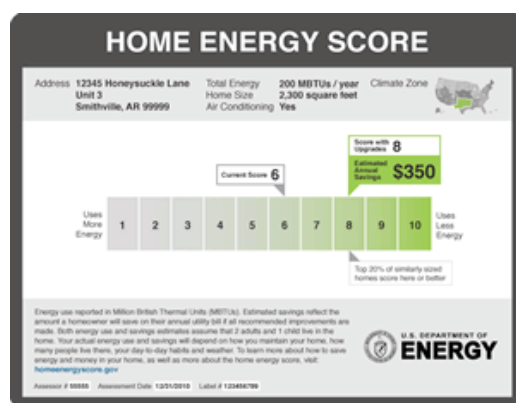 HOME ENERGY SCORE
Address 12345 Honeysuckle Lane
Unit 3
Smithville, AR 99999
Total Energy 200 MBTUs / year
Home Size 2,300 square feet
Air Conditioning Yes
Climate Zone
Score with Upgrades 8
Estimated Annual Savings $350
Current Score 6
Uses More Energy
1 2 3 4 5 6 7 8 9 10
Uses Less Energy
Top 20% of similarly sized
homes score here or better
Energy use reported in Million British Thermal Units (MBTUs). Estimated savings reflect the
amount a homeowner will save on their annual utility bill if all recommended improvements are
made. Both energy use and savings estimates assume that 2 adults and 1 child live in the
home. Your actual energy use and savings will depend on how you maintain your home, how
many people live there, your day-to-day habits and weather. To learn more about how to save
energy and money in your home, as well as more about the home energy score, visit:
homeenergyscore.gov
U.S. DEPARTMENT OF
ENERGY
Assessor # 55555 Assessment Date 12/31/2010 Label # 123456789